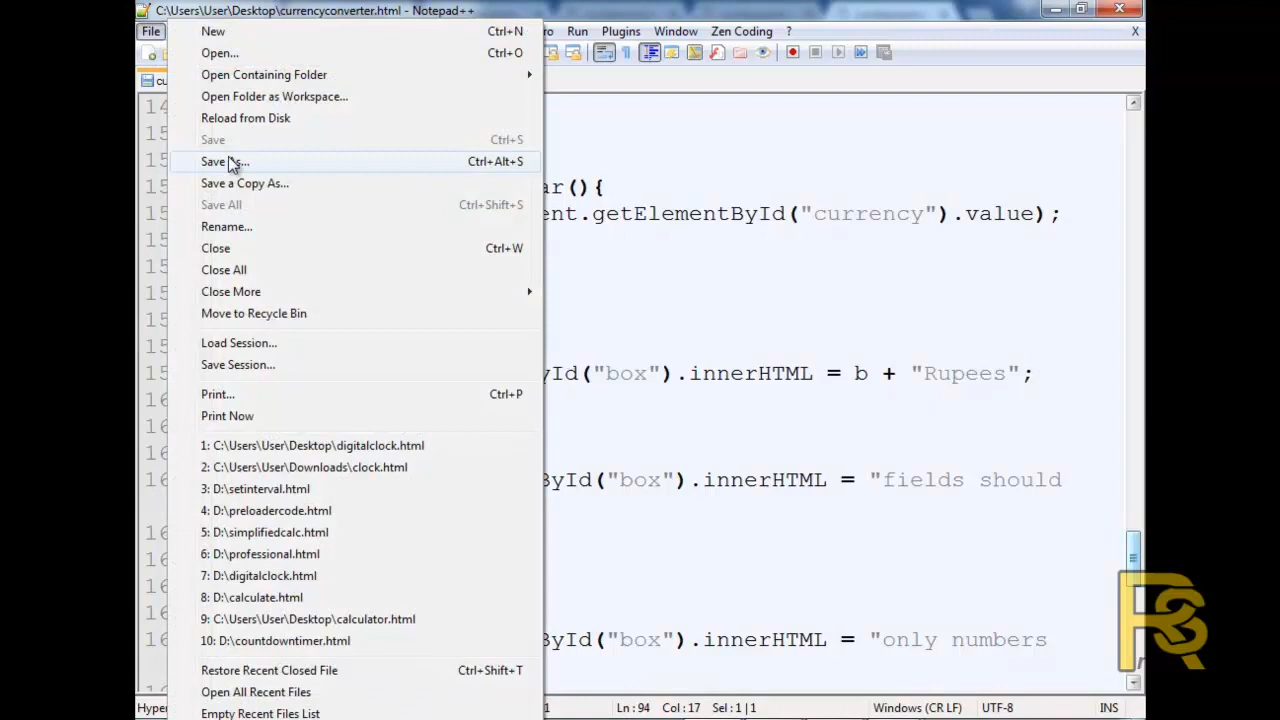 C:\Users\User\Desktop\currencyconverter.html - Notepad++
File
Run Plugins Window Zen Coding ? X
New Ctrl+N
Open... Ctrl+O
Open Containing Folder
Open Folder as Workspace...
Reload from Disk
Save Ctrl+S
Save As... Ctrl+Alt+S
Save a Copy As...
Save All Ctrl+Shift+S
Rename...
Close Ctrl+W
Close All
Close More
Move to Recycle Bin
Load Session...
Save Session...
Print... Ctrl+P
Print Now
1: C:\Users\User\Desktop\digitalclock.html
2: C:\Users\User\Downloads\clock.html
3: D:\setinterval.html
4: D:\preloadercode.html
5: D:\simplifiedcalc.html
6: D:\professional.html
7: D:\digitalclock.html
8: D:\calculate.html
9: C:\Users\User\Desktop\calculator.html
10: D:\countdowntimer.html
Restore Recent Closed File Ctrl+Shift+T
Open All Recent Files
Empty Recent Files List
ar(){
ent.getElementById("currency").value);
yId("box").innerHTML = b + "Rupees";
ById("box").innerHTML = "fields should
ById("box").innerHTML = "only numbers
Ln : 94 Col : 17 Sel : 1 | 1 Windows (CR LF) UTF-8 INS